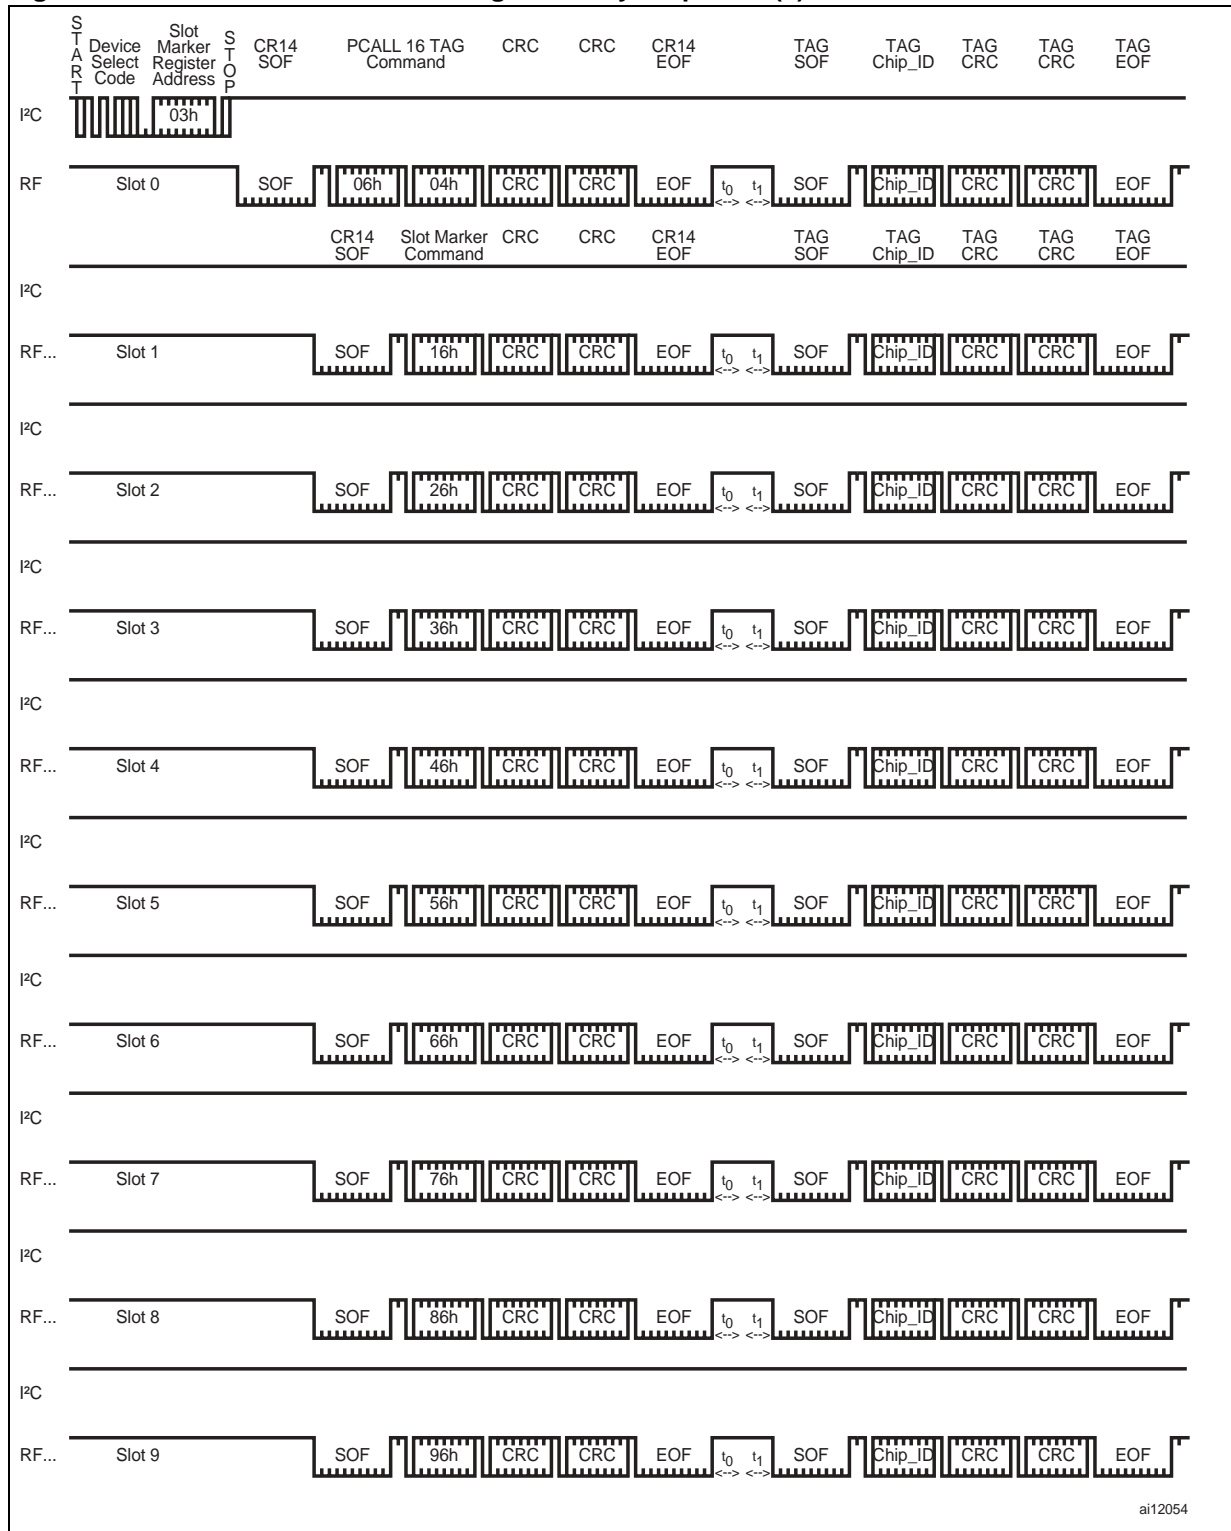 START
Device Select Code
Slot Marker Register Address
STOP
CR14 SOF
PCALL 16 TAG Command
CRC
CRC
CR14 EOF
TAG SOF
TAG Chip_ID
TAG CRC
TAG CRC
TAG EOF
I²C
03h
RF Slot 0 SOF 06h 04h CRC CRC EOF t0 t1 SOF Chip_ID CRC CRC EOF
<--> <-->
CR14 SOF
Slot Marker Command
CRC
CRC
CR14 EOF
TAG SOF
TAG Chip_ID
TAG CRC
TAG CRC
TAG EOF
I²C
RF... Slot 1 SOF 16h CRC CRC EOF t0 t1 SOF Chip_ID CRC CRC EOF
<--> <-->
I²C
RF... Slot 2 SOF 26h CRC CRC EOF t0 t1 SOF Chip_ID CRC CRC EOF
<--> <-->
I²C
RF... Slot 3 SOF 36h CRC CRC EOF t0 t1 SOF Chip_ID CRC CRC EOF
<--> <-->
I²C
RF... Slot 4 SOF 46h CRC CRC EOF t0 t1 SOF Chip_ID CRC CRC EOF
<--> <-->
I²C
RF... Slot 5 SOF 56h CRC CRC EOF t0 t1 SOF Chip_ID CRC CRC EOF
<--> <-->
I²C
RF... Slot 6 SOF 66h CRC CRC EOF t0 t1 SOF Chip_ID CRC CRC EOF
<--> <-->
I²C
RF... Slot 7 SOF 76h CRC CRC EOF t0 t1 SOF Chip_ID CRC CRC EOF
<--> <-->
I²C
RF... Slot 8 SOF 86h CRC CRC EOF t0 t1 SOF Chip_ID CRC CRC EOF
<--> <-->
I²C
RF... Slot 9 SOF 96h CRC CRC EOF t0 t1 SOF Chip_ID CRC CRC EOF
<--> <-->
ai12054